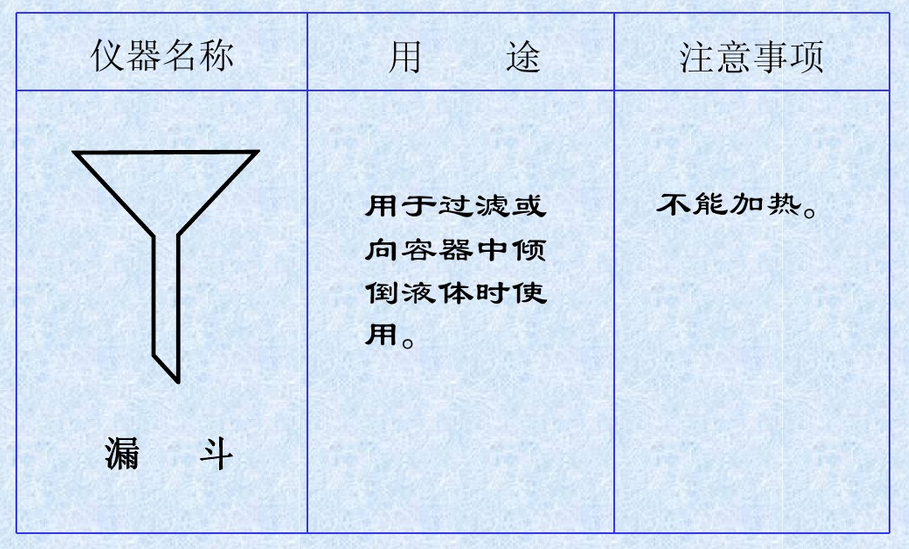 仪器名称
用 途
注意事项
用于过滤或
向容器中倾
倒液体时使
用。
不能加热。
漏 斗